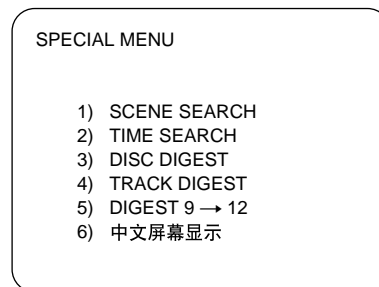 SPECIAL MENU
1) SCENE SEARCH
2) TIME SEARCH
3) DISC DIGEST
4) TRACK DIGEST
5) DIGEST 9 → 12
6) 中文屏幕显示